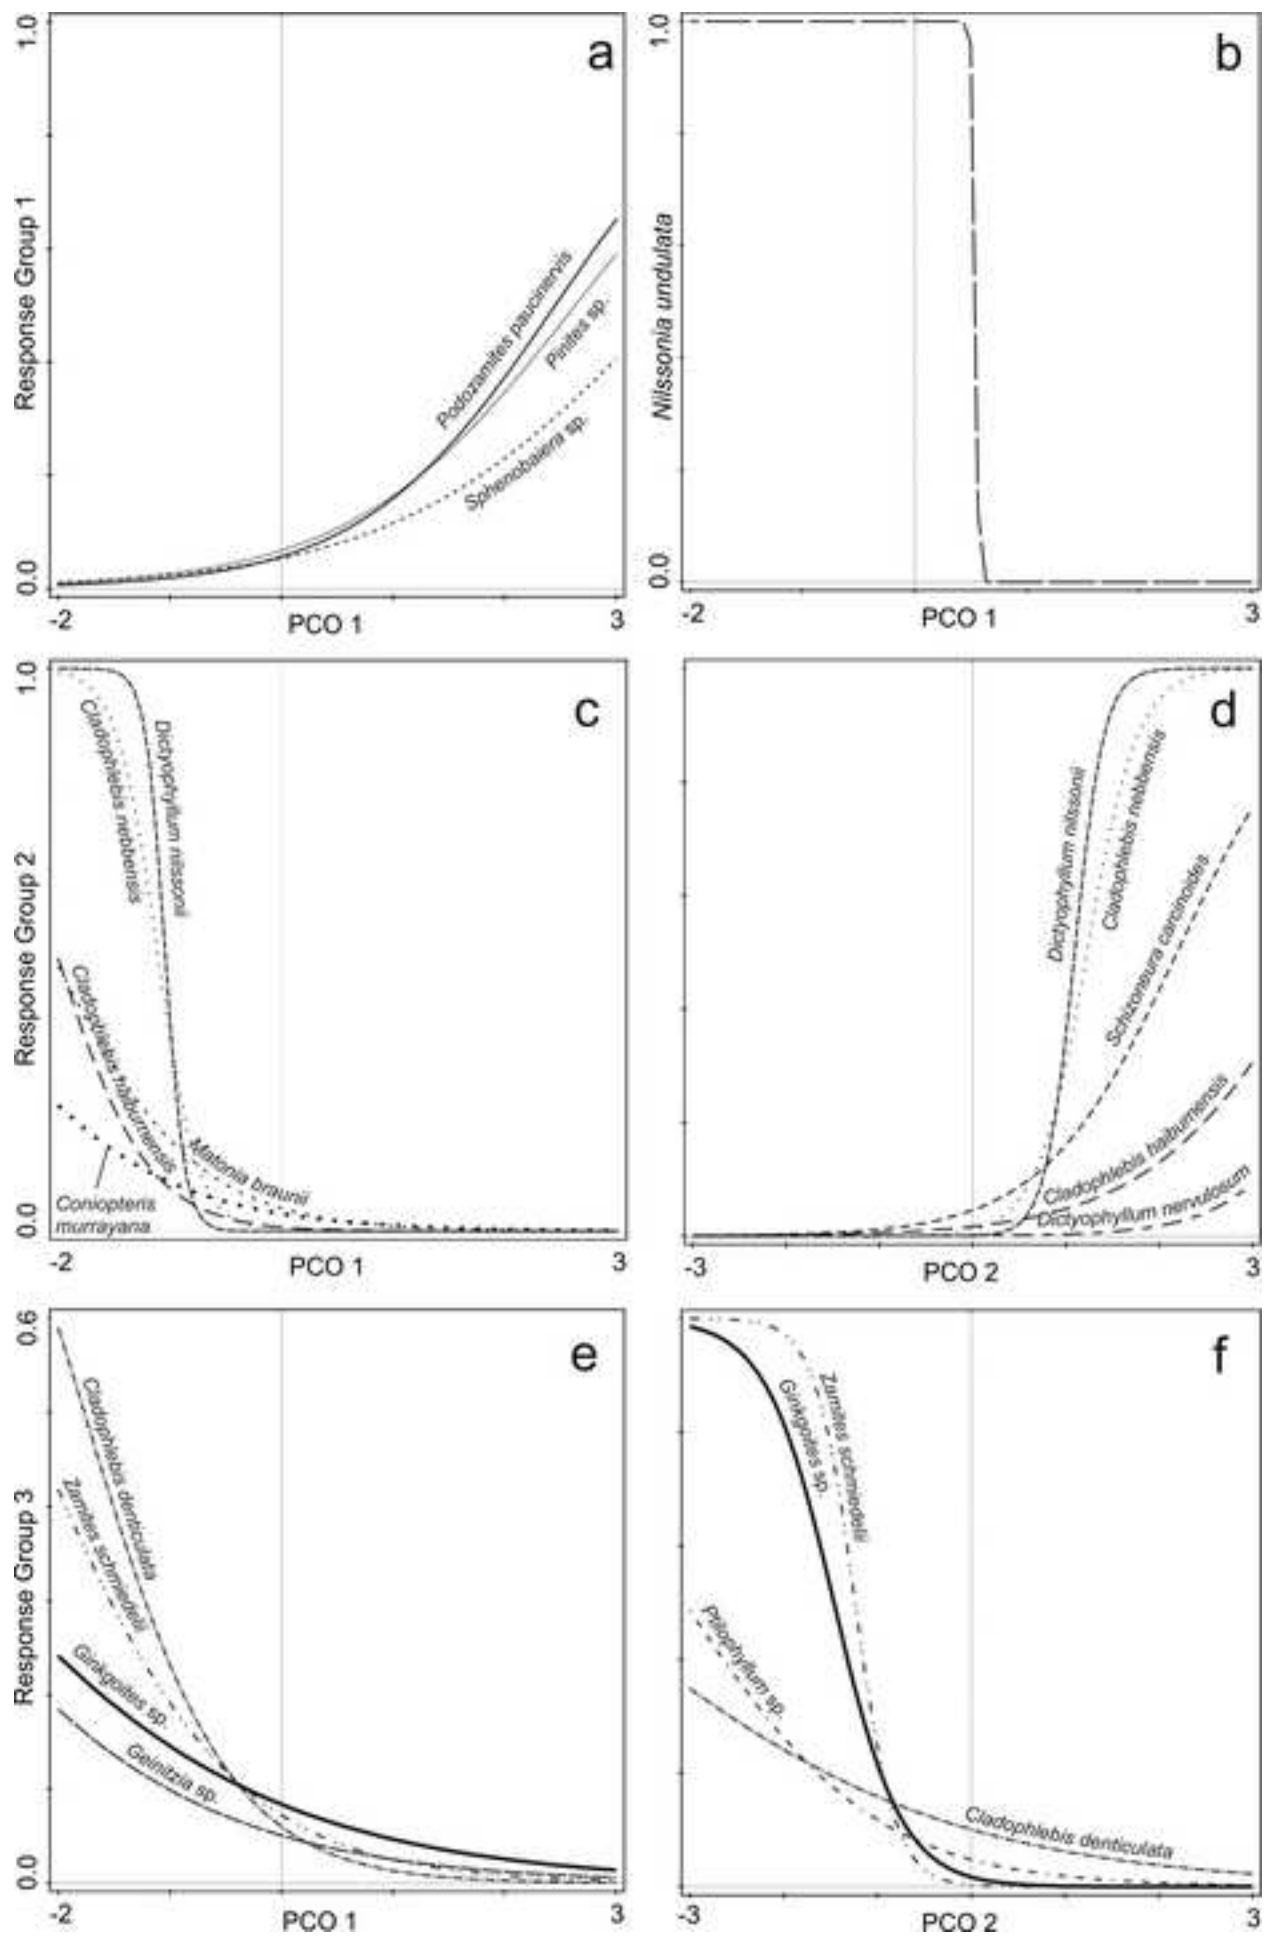 1.0
a
Response Group 1
Podozamites paucinervis
Pinites sp.
Sphenobaiera sp.
0.0
-2
PCO 1
3
1.0
b
Nilssonia undulata
0.0
-2
PCO 1
3
1.0
c
Response Group 2
Cladophlebis nebbensis
Dictyophyllum nilssonii
Cladophlebis haiburnensis
Matonia braunii
Coniopteris
murrayana
0.0
-2
PCO 1
3
d
Dictyophyllum nilssonii
Cladophlebis nebbensis
Schizoneura carcinoides
Cladophlebis haiburnensis
Dictyophyllum nervulosum
-3
PCO 2
3
0.6
e
Response Group 3
Cladophlebis denticulata
Zamites schmiedelii
Ginkgoites sp.
Geinitzia sp.
0.0
-2
PCO 1
3
f
Zamites schmiedelii
Ginkgoites sp.
Ptilophyllum sp.
Cladophlebis denticulata
-3
PCO 2
3